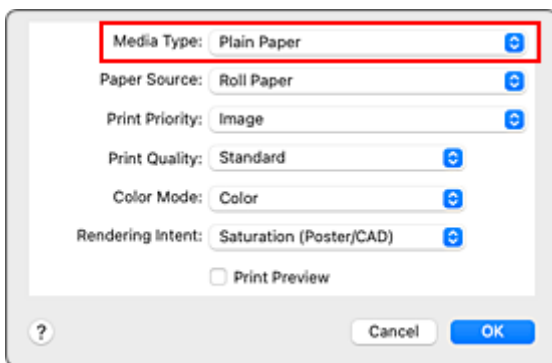 Media Type: Plain Paper
Paper Source: Roll Paper
Print Priority: Image
Print Quality: Standard
Color Mode: Color
Rendering Intent: Saturation (Poster/CAD)
Print Preview
? Cancel OK